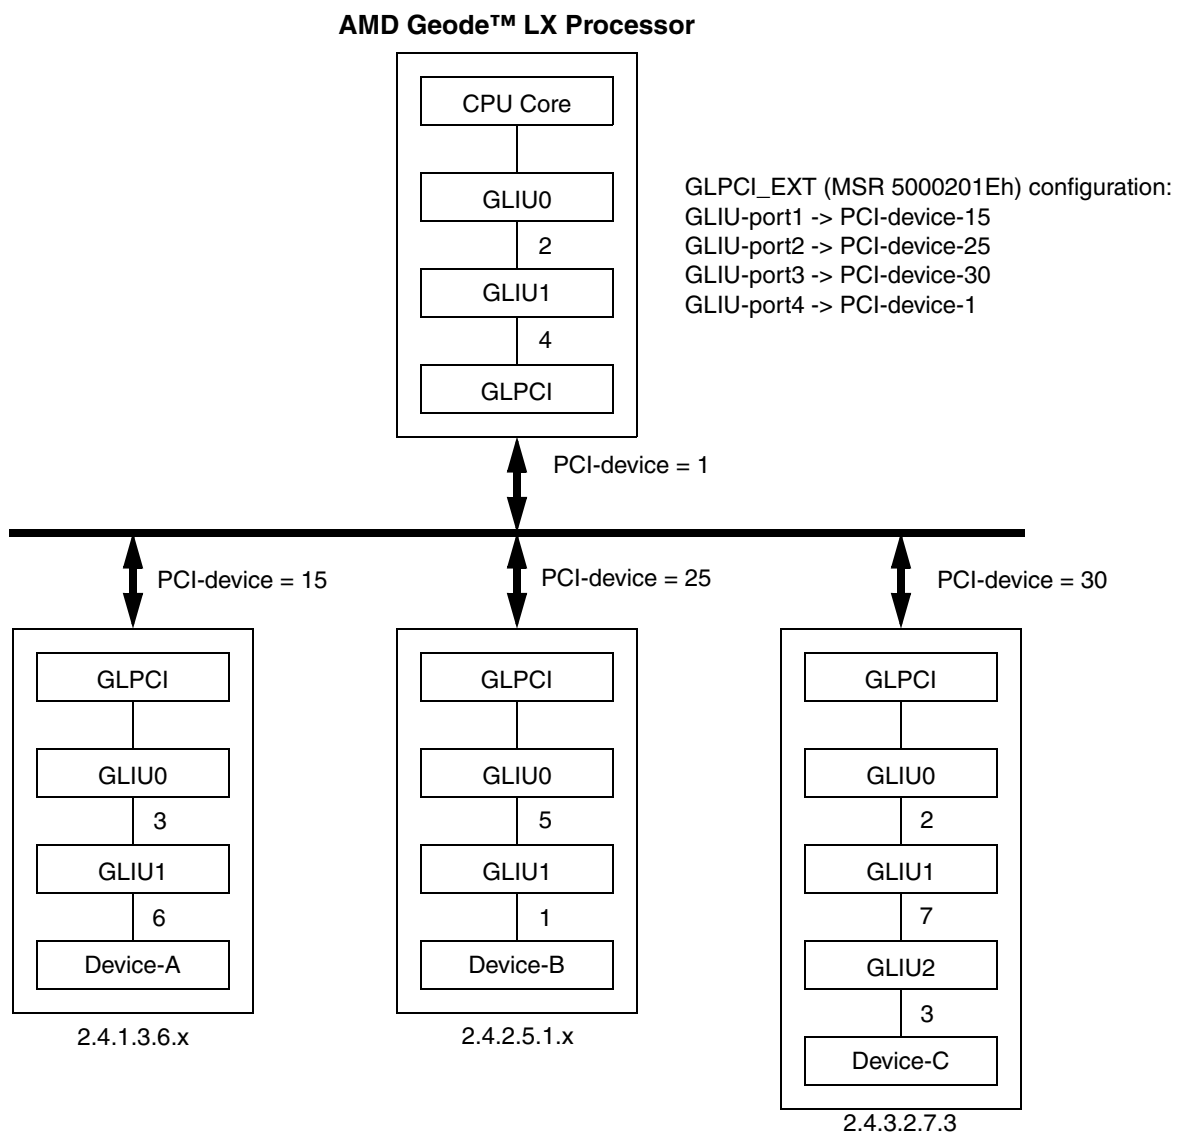 AMD Geode™ LX Processor
CPU Core
GLIU0
2
GLIU1
4
GLPCI
GLPCI_EXT (MSR 5000201Eh) configuration:
GLIU-port1 -> PCI-device-15
GLIU-port2 -> PCI-device-25
GLIU-port3 -> PCI-device-30
GLIU-port4 -> PCI-device-1
PCI-device = 1
PCI-device = 15
GLPCI
GLIU0
3
GLIU1
6
Device-A
2.4.1.3.6.x
PCI-device = 25
GLPCI
GLIU0
5
GLIU1
1
Device-B
2.4.2.5.1.x
PCI-device = 30
GLPCI
GLIU0
2
GLIU1
7
GLIU2
3
Device-C
2.4.3.2.7.3